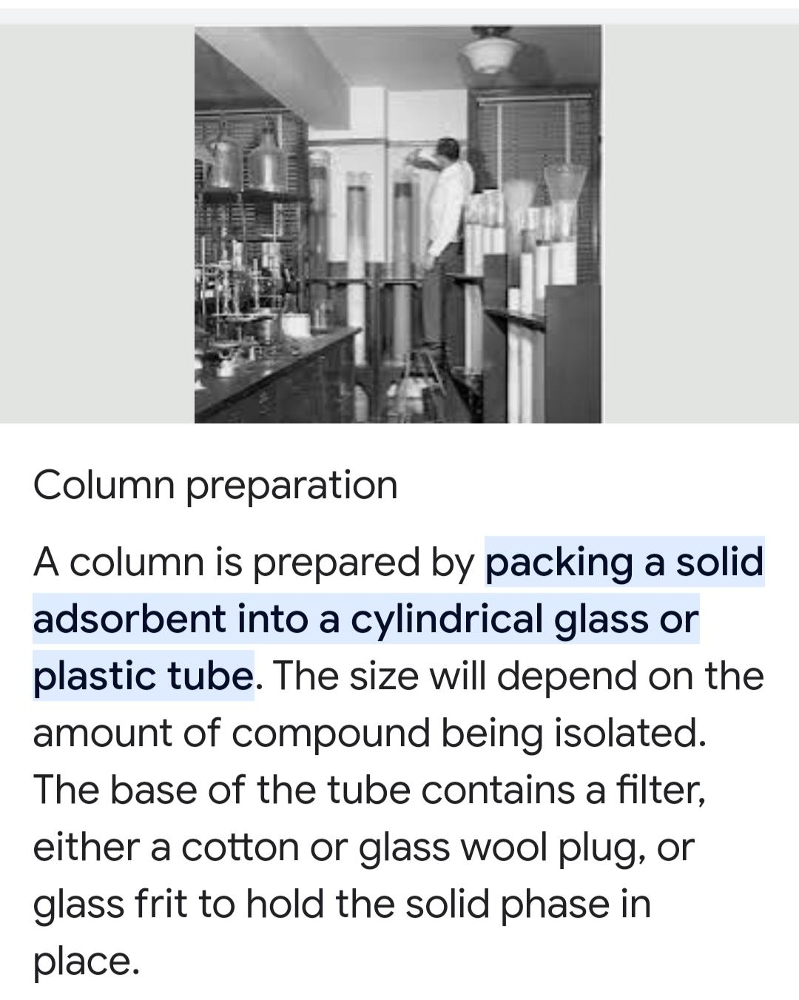 Column preparation
A column is prepared by packing a solid
adsorbent into a cylindrical glass or
plastic tube. The size will depend on the
amount of compound being isolated.
The base of the tube contains a filter,
either a cotton or glass wool plug, or
glass frit to hold the solid phase in
place.